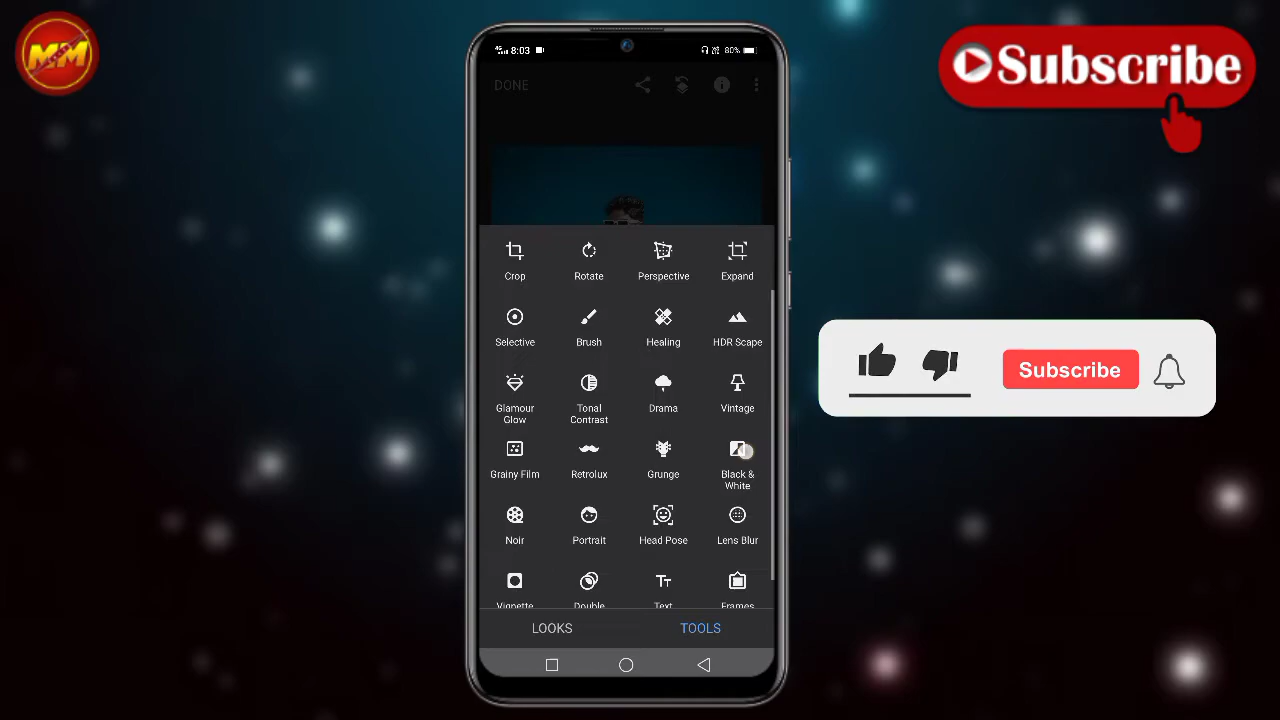 M&M
4G 8:03
80%
DONE
Crop
Rotate
Perspective
Expand
Selective
Brush
Healing
HDR Scape
Glamour
Glow
Tonal
Contrast
Drama
Vintage
Grainy Film
Retrolux
Grunge
Black &
White
Noir
Portrait
Head Pose
Lens Blur
Vignette
Double
Text
Frames
LOOKS
TOOLS
Subscribe
Subscribe